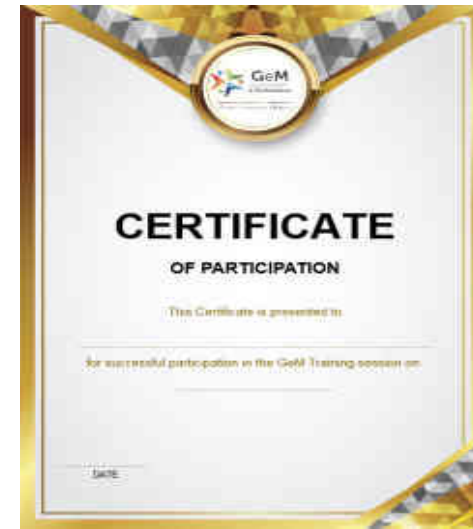 GeM
CERTIFICATE
OF PARTICIPATION
This Certificate is presented to
for successful participation in the GeM Training session on
DATE